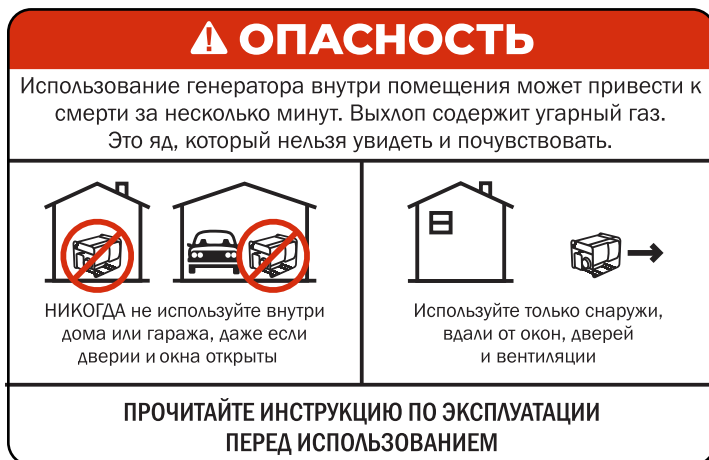 ОПАСНОСТЬ
Использование генератора внутри помещения может привести к
смерти за несколько минут. Выхлоп содержит угарный газ.
Это яд, который нельзя увидеть и почувствовать.
НИКОГДА не используйте внутри
дома или гаража, даже если
дверии и окна открыты
Используйте только снаружи,
вдали от окон, дверей
и вентиляции
ПРОЧИТАЙТЕ ИНСТРУКЦИЮ ПО ЭКСПЛУАТАЦИИ
ПЕРЕД ИСПОЛЬЗОВАНИЕМ